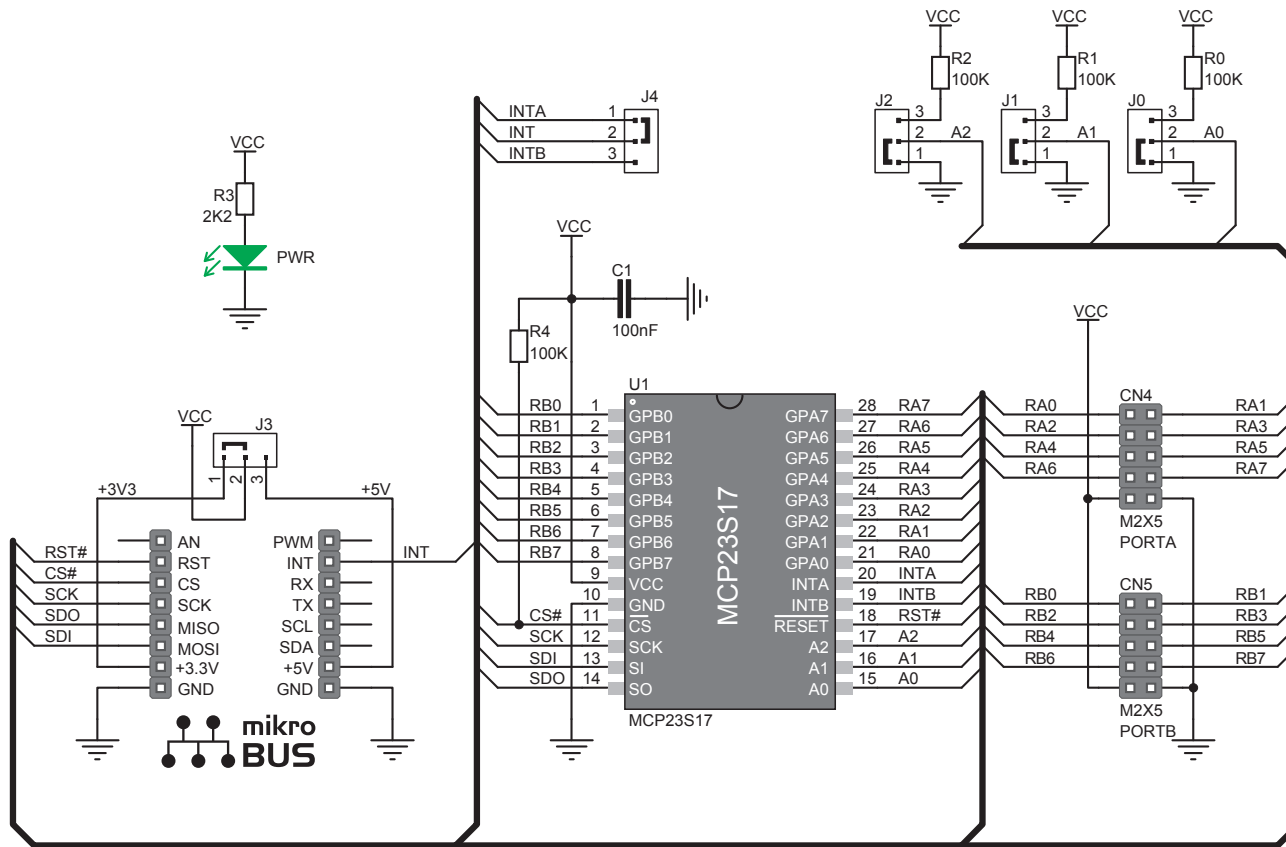 VCC
R2
100K
J2
3
2
A2
1
VCC
R1
100K
J1
3
2
A1
1
VCC
R0
100K
J0
3
2
A0
1
J4
INTA
1
INT
2
INTB
3
VCC
R3
2K2
PWR
VCC
C1
100nF
R4
100K
VCC
J3
1
2
3
+3V3
+5V
RST#
CS#
SCK
SDO
SDI
AN
RST
CS
SCK
MISO
MOSI
+3.3V
GND
PWM
INT
RX
TX
SCL
SDA
+5V
GND
INT
mikro
BUS
U1
RB0 1 GPB0
RB1 2 GPB1
RB2 3 GPB2
RB3 4 GPB3
RB4 5 GPB4
RB5 6 GPB5
RB6 7 GPB6
RB7 8 GPB7
9 VCC
10 GND
CS# 11 CS
SCK 12 SCK
SDI 13 SI
SDO 14 SO
MCP23S17
GPA7 28 RA7
GPA6 27 RA6
GPA5 26 RA5
GPA4 25 RA4
GPA3 24 RA3
GPA2 23 RA2
GPA1 22 RA1
GPA0 21 RA0
INTA 20 INTA
INTB 19 INTB
RESET 18 RST#
A2 17 A2
A1 16 A1
A0 15 A0
MCP23S17
VCC
CN4
RA0 RA1
RA2 RA3
RA4 RA5
RA6 RA7
M2X5
PORTA
CN5
RB0 RB1
RB2 RB3
RB4 RB5
RB6 RB7
M2X5
PORTB